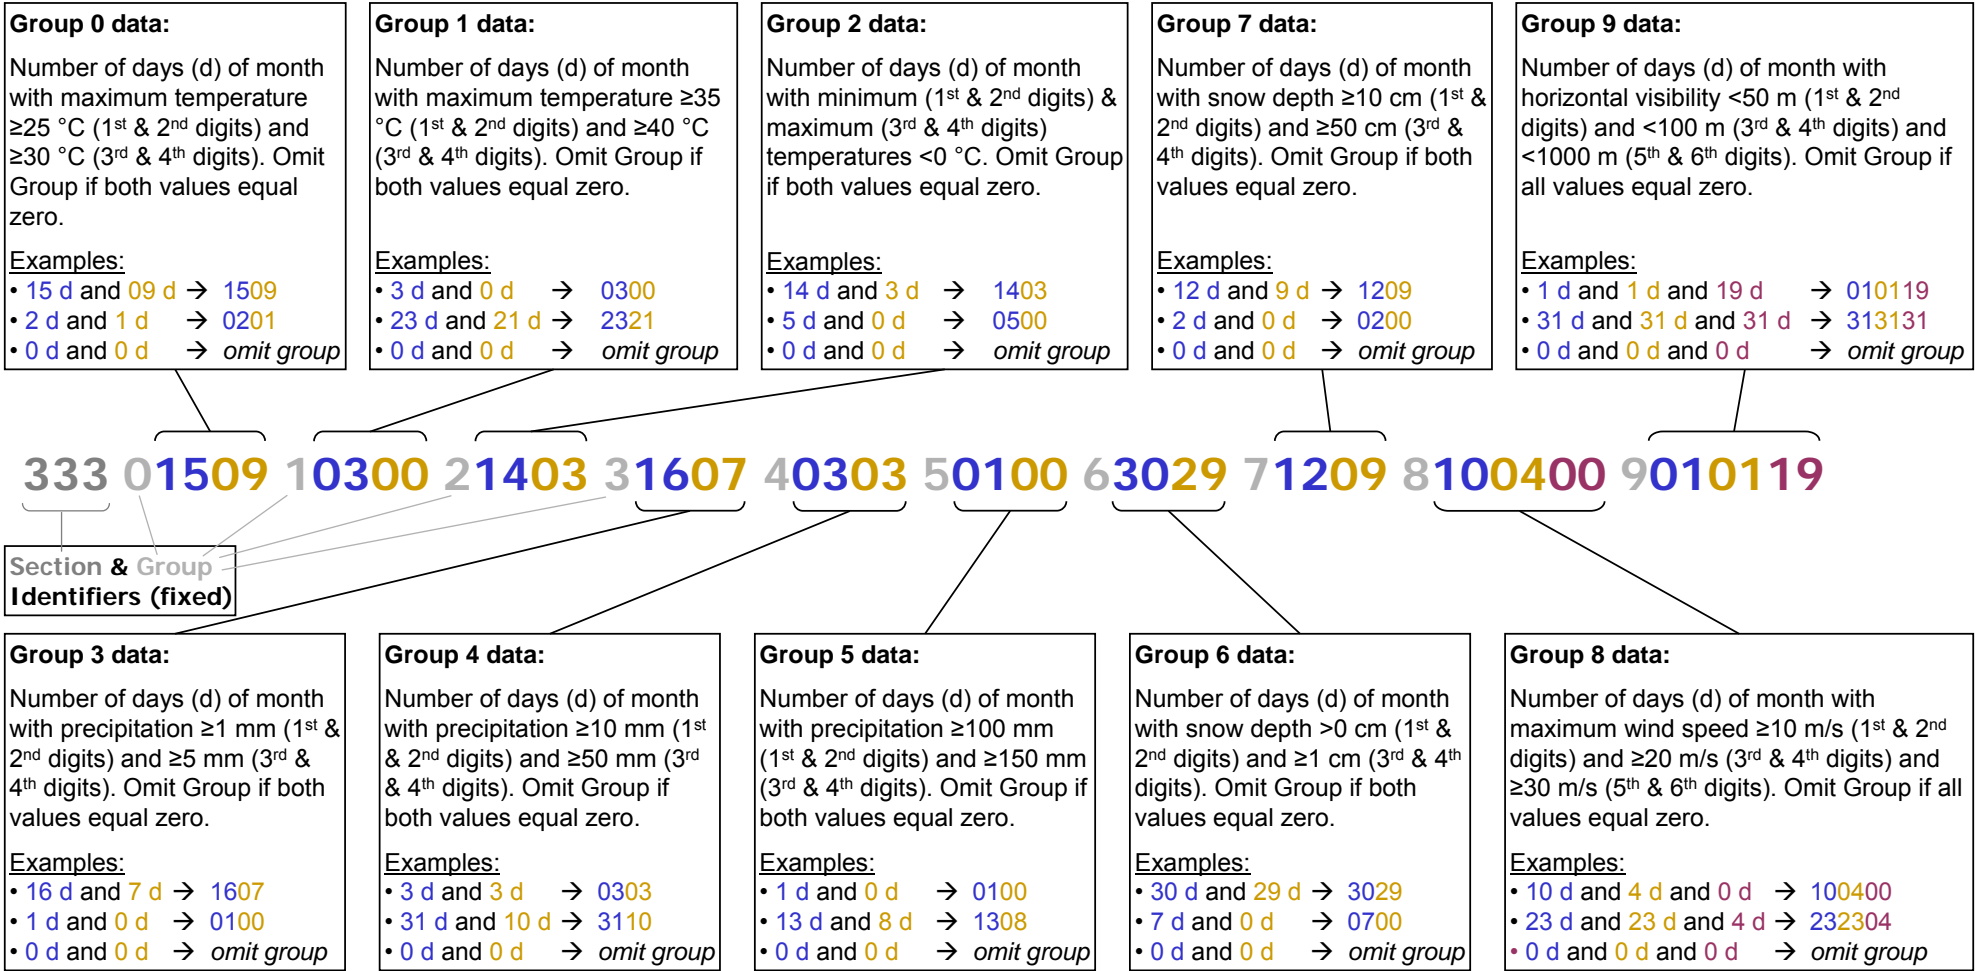 Group 0 data:
Number of days (d) of month
with maximum temperature
≥25 °C (1st & 2nd digits) and
≥30 °C (3rd & 4th digits). Omit
Group if both values equal
zero.
Examples:
• 15 d and 09 d → 1509
• 2 d and 1 d → 0201
• 0 d and 0 d → omit group
Group 1 data:
Number of days (d) of month
with maximum temperature ≥35
°C (1st & 2nd digits) and ≥40 °C
(3rd & 4th digits). Omit Group if
both values equal zero.
Examples:
• 3 d and 0 d → 0300
• 23 d and 21 d → 2321
• 0 d and 0 d → omit group
Group 2 data:
Number of days (d) of month
with minimum (1st & 2nd digits) &
maximum (3rd & 4th digits)
temperatures <0 °C. Omit Group
if both values equal zero.
Examples:
• 14 d and 3 d → 1403
• 5 d and 0 d → 0500
• 0 d and 0 d → omit group
Group 7 data:
Number of days (d) of month
with snow depth ≥10 cm (1st &
2nd digits) and ≥50 cm (3rd &
4th digits). Omit Group if both
values equal zero.
Examples:
• 12 d and 9 d → 1209
• 2 d and 0 d → 0200
• 0 d and 0 d → omit group
Group 9 data:
Number of days (d) of month with
horizontal visibility <50 m (1st & 2nd
digits) and <100 m (3rd & 4th digits) and
<1000 m (5th & 6th digits). Omit Group if
all values equal zero.
Examples:
• 1 d and 1 d and 19 d → 010119
• 31 d and 31 d and 31 d → 313131
• 0 d and 0 d and 0 d → omit group
333 01509 10300 21403 31607 40303 50100 63029 71209 8100400 9010119
Section & Group
Identifiers (fixed)
Group 3 data:
Number of days (d) of month
with precipitation ≥1 mm (1st &
2nd digits) and ≥5 mm (3rd &
4th digits). Omit Group if both
values equal zero.
Examples:
• 16 d and 7 d → 1607
• 1 d and 0 d → 0100
• 0 d and 0 d → omit group
Group 4 data:
Number of days (d) of month
with precipitation ≥10 mm (1st
& 2nd digits) and ≥50 mm (3rd
& 4th digits). Omit Group if
both values equal zero.
Examples:
• 3 d and 3 d → 0303
• 31 d and 10 d → 3110
• 0 d and 0 d → omit group
Group 5 data:
Number of days (d) of month
with precipitation ≥100 mm
(1st & 2nd digits) and ≥150 mm
(3rd & 4th digits). Omit Group if
both values equal zero.
Examples:
• 1 d and 0 d → 0100
• 13 d and 8 d → 1308
• 0 d and 0 d → omit group
Group 6 data:
Number of days (d) of month
with snow depth >0 cm (1st &
2nd digits) and ≥1 cm (3rd & 4th
digits). Omit Group if both
values equal zero.
Examples:
• 30 d and 29 d → 3029
• 7 d and 0 d → 0700
• 0 d and 0 d → omit group
Group 8 data:
Number of days (d) of month with
maximum wind speed ≥10 m/s (1st & 2nd
digits) and ≥20 m/s (3rd & 4th digits) and
≥30 m/s (5th & 6th digits). Omit Group if all
values equal zero.
Examples:
• 10 d and 4 d and 0 d → 100400
• 23 d and 23 d and 4 d → 232304
• 0 d and 0 d and 0 d → omit group